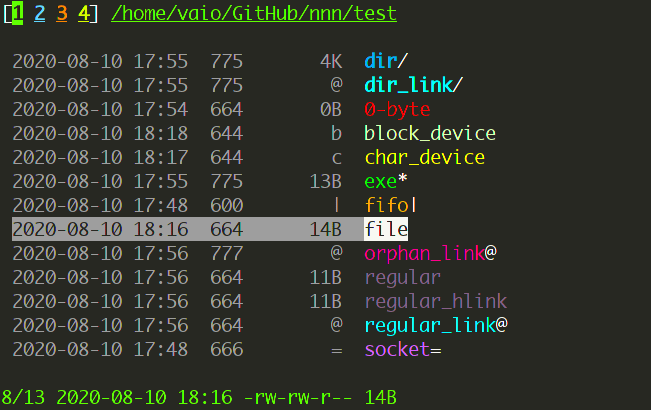 [1 2 3 4] /home/vaio/GitHub/nnn/test
2020-08-10 17:55 775 4K dir/
2020-08-10 17:55 775 @ dir_link/
2020-08-10 17:54 664 0B 0-byte
2020-08-10 18:18 644 b block_device
2020-08-10 18:17 644 c char_device
2020-08-10 17:55 775 13B exe*
2020-08-10 17:48 600 | fifo|
2020-08-10 18:16 664 14B file
2020-08-10 17:56 777 @ orphan_link@
2020-08-10 17:56 664 11B regular
2020-08-10 17:56 664 11B regular_hlink
2020-08-10 17:56 664 @ regular_link@
2020-08-10 17:48 666 = socket=
8/13 2020-08-10 18:16 -rw-rw-r-- 14B